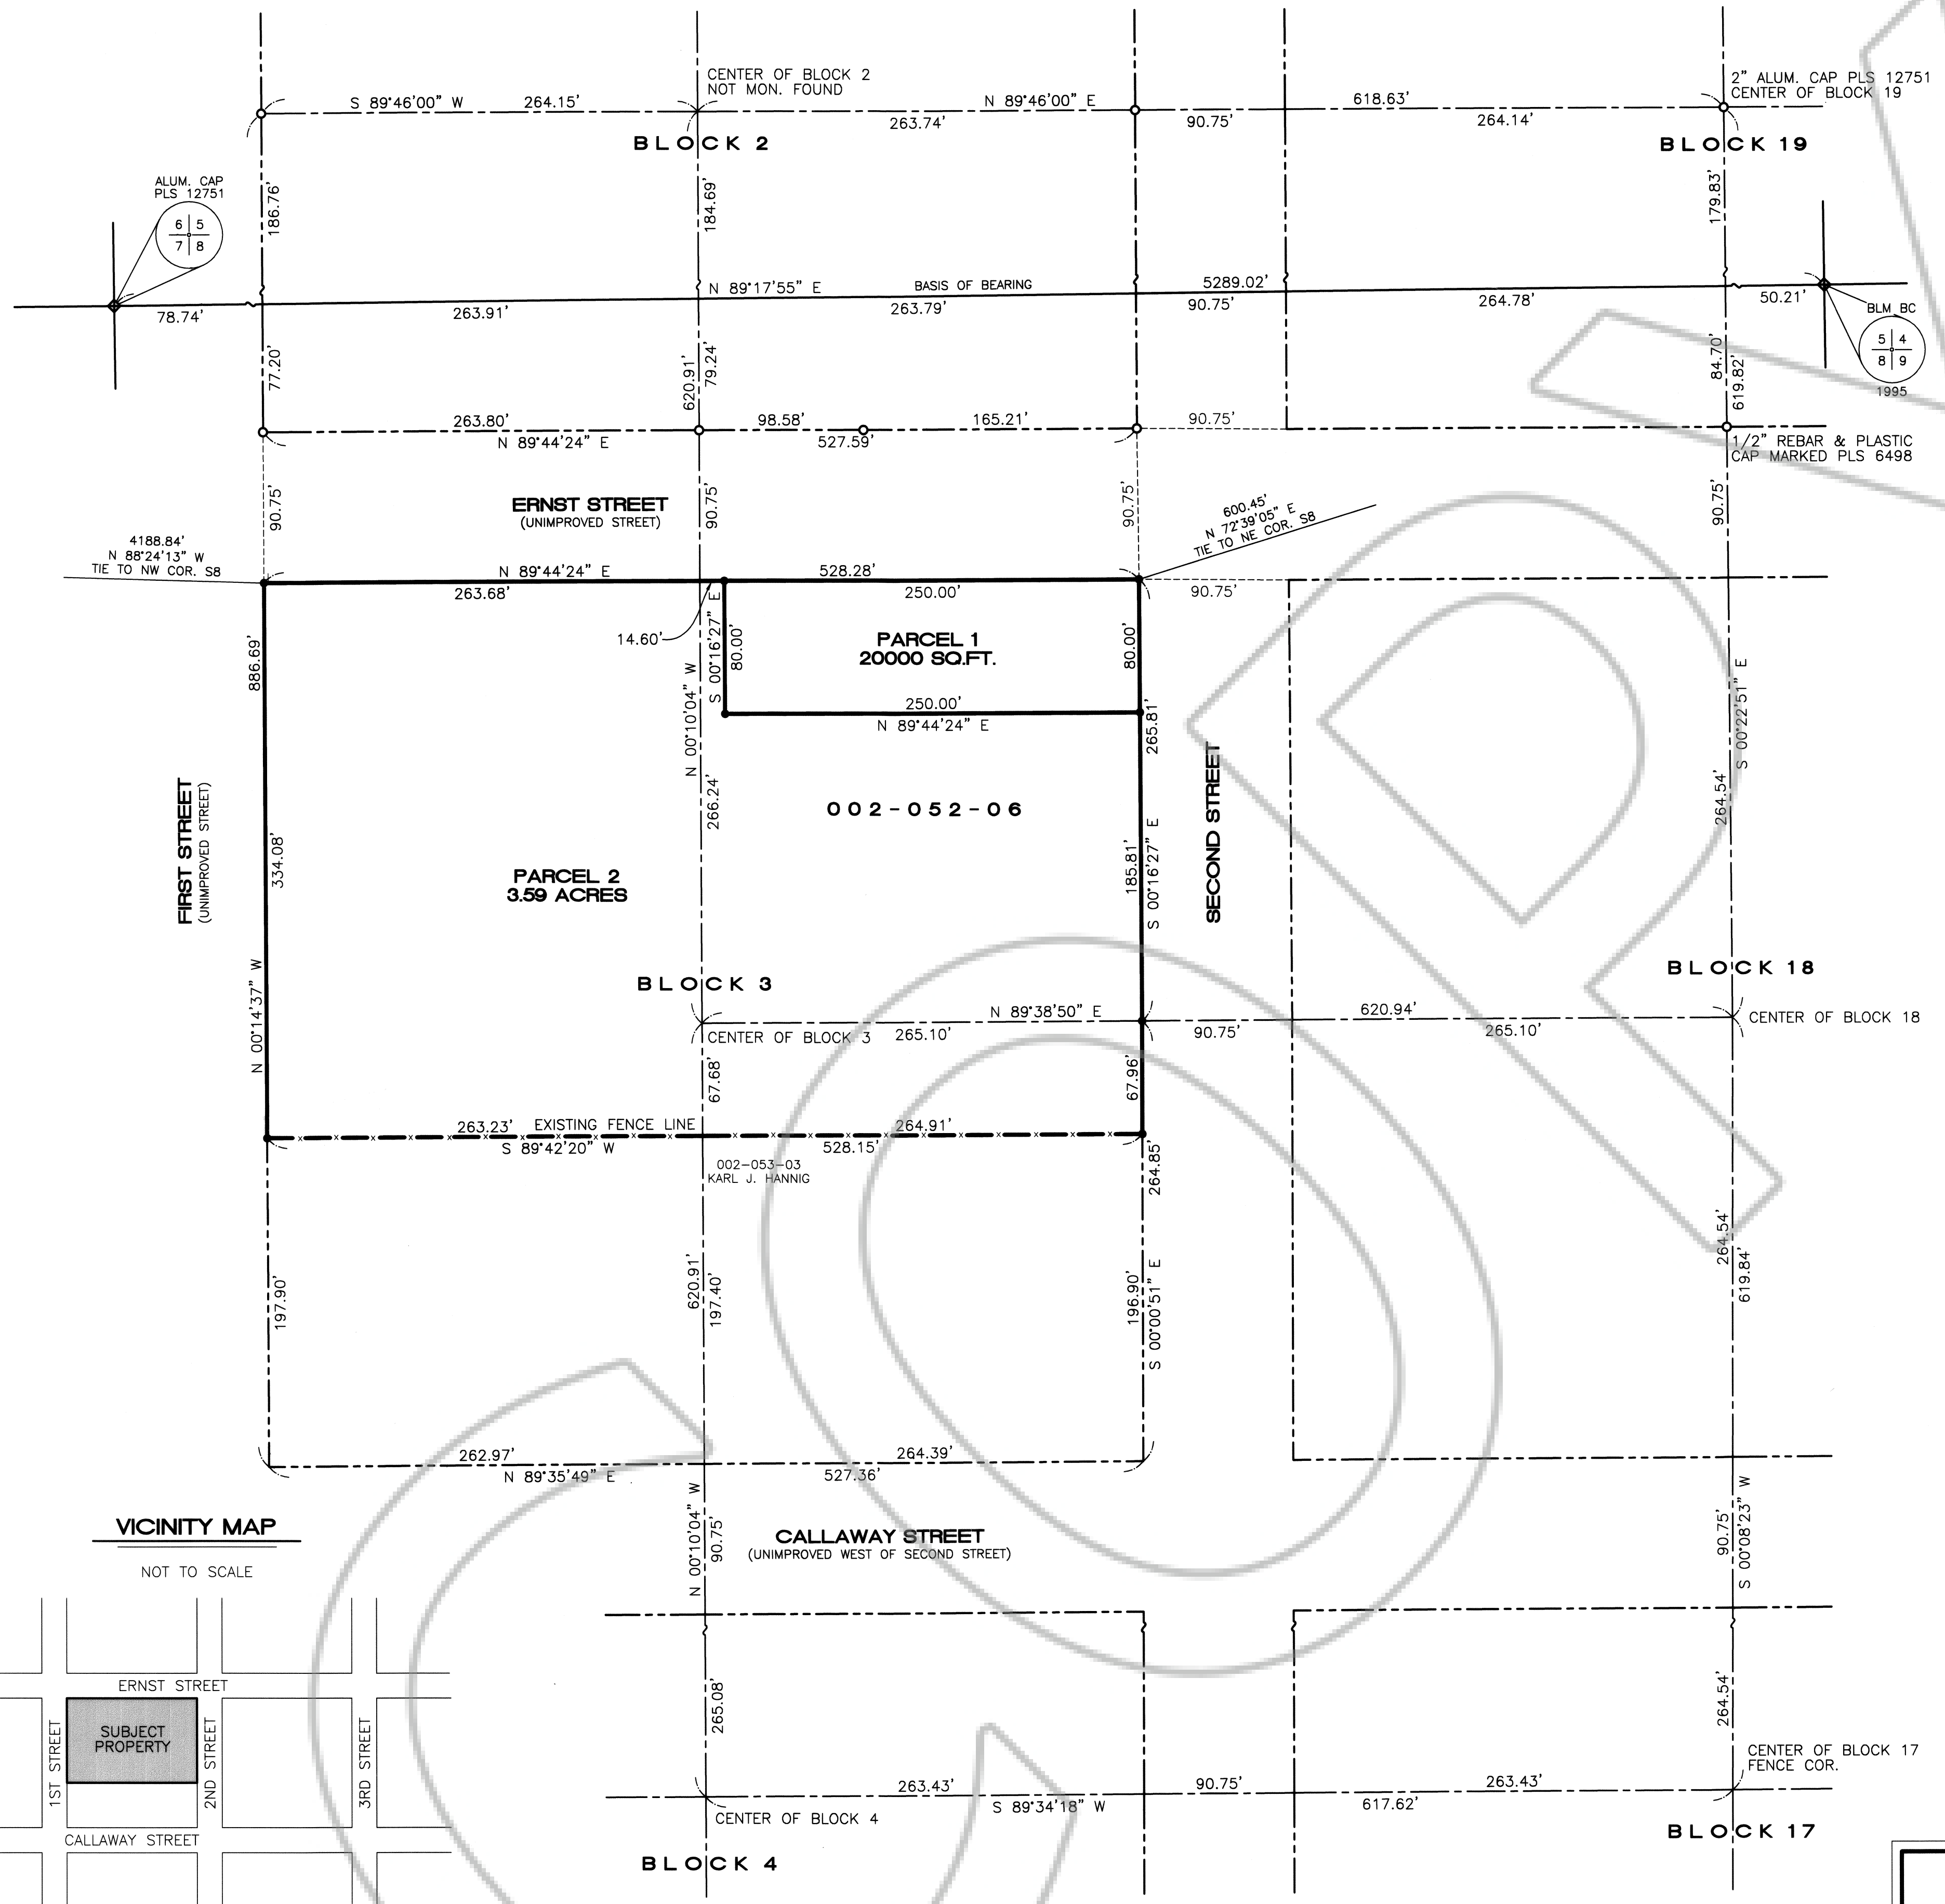 CENTER OF BLOCK 2
NOT MON. FOUND
2" ALUM. CAP PLS 12751
CENTER OF BLOCK 19
S 89°46'00" W
264.15'
N 89°46'00" E
618.63'
263.74'
90.75'
264.14'
BLOCK 2
BLOCK 19
ALUM. CAP
PLS 12751
6 5
7 8
186.76'
184.69'
179.83'
N 89°17'55" E
BASIS OF BEARING
5289.02'
78.74'
263.91'
263.79'
90.75'
264.78'
50.21'
BLM BC
5 4
8 9
1995
77.20'
620.91'
79.24'
84.70'
619.82'
263.80'
98.58'
165.21'
90.75'
N 89°44'24" E
527.59'
1/2" REBAR & PLASTIC
CAP MARKED PLS 6498
90.75'
ERNST STREET
(UNIMPROVED STREET)
90.75'
90.75'
90.75'
600.45'
N 72°39'05" E
TIE TO NE COR. S8
4188.84'
N 88°24'13" W
TIE TO NW COR. S8
N 89°44'24" E
528.28'
263.68'
250.00'
90.75'
14.60'
S 00°16'27" E
80.00'
PARCEL 1
20000 SQ.FT.
80.00'
886.69'
N 00°10'04" W
250.00'
N 89°44'24" E
265.81'
S 00°22'51" E
FIRST STREET
(UNIMPROVED STREET)
334.08'
266.24'
002-052-06
185.81'
S 00°16'27" E
SECOND STREET
264.54'
PARCEL 2
3.59 ACRES
N 00°14'37" W
BLOCK 3
BLOCK 18
N 89°38'50" E
620.94'
CENTER OF BLOCK 3
265.10'
90.75'
265.10'
CENTER OF BLOCK 18
67.68'
67.96'
263.23'
EXISTING FENCE LINE
264.91'
S 89°42'20" W
528.15'
002-053-03
KARL J. HANNIG
264.85'
197.90'
620.91'
197.40'
196.90'
S 00°00'51" E
264.54'
619.84'
262.97'
264.39'
N 89°35'49" E
527.36'
VICINITY MAP
NOT TO SCALE
N 00°10'04" W
90.75'
CALLAWAY STREET
(UNIMPROVED WEST OF SECOND STREET)
90.75'
S 00°08'23" W
ERNST STREET
SUBJECT
PROPERTY
1ST STREET
2ND STREET
3RD STREET
CALLAWAY STREET
265.08'
264.54'
CENTER OF BLOCK 17
FENCE COR.
263.43'
90.75'
263.43'
CENTER OF BLOCK 4
S 89°34'18" W
617.62'
BLOCK 4
BLOCK 17